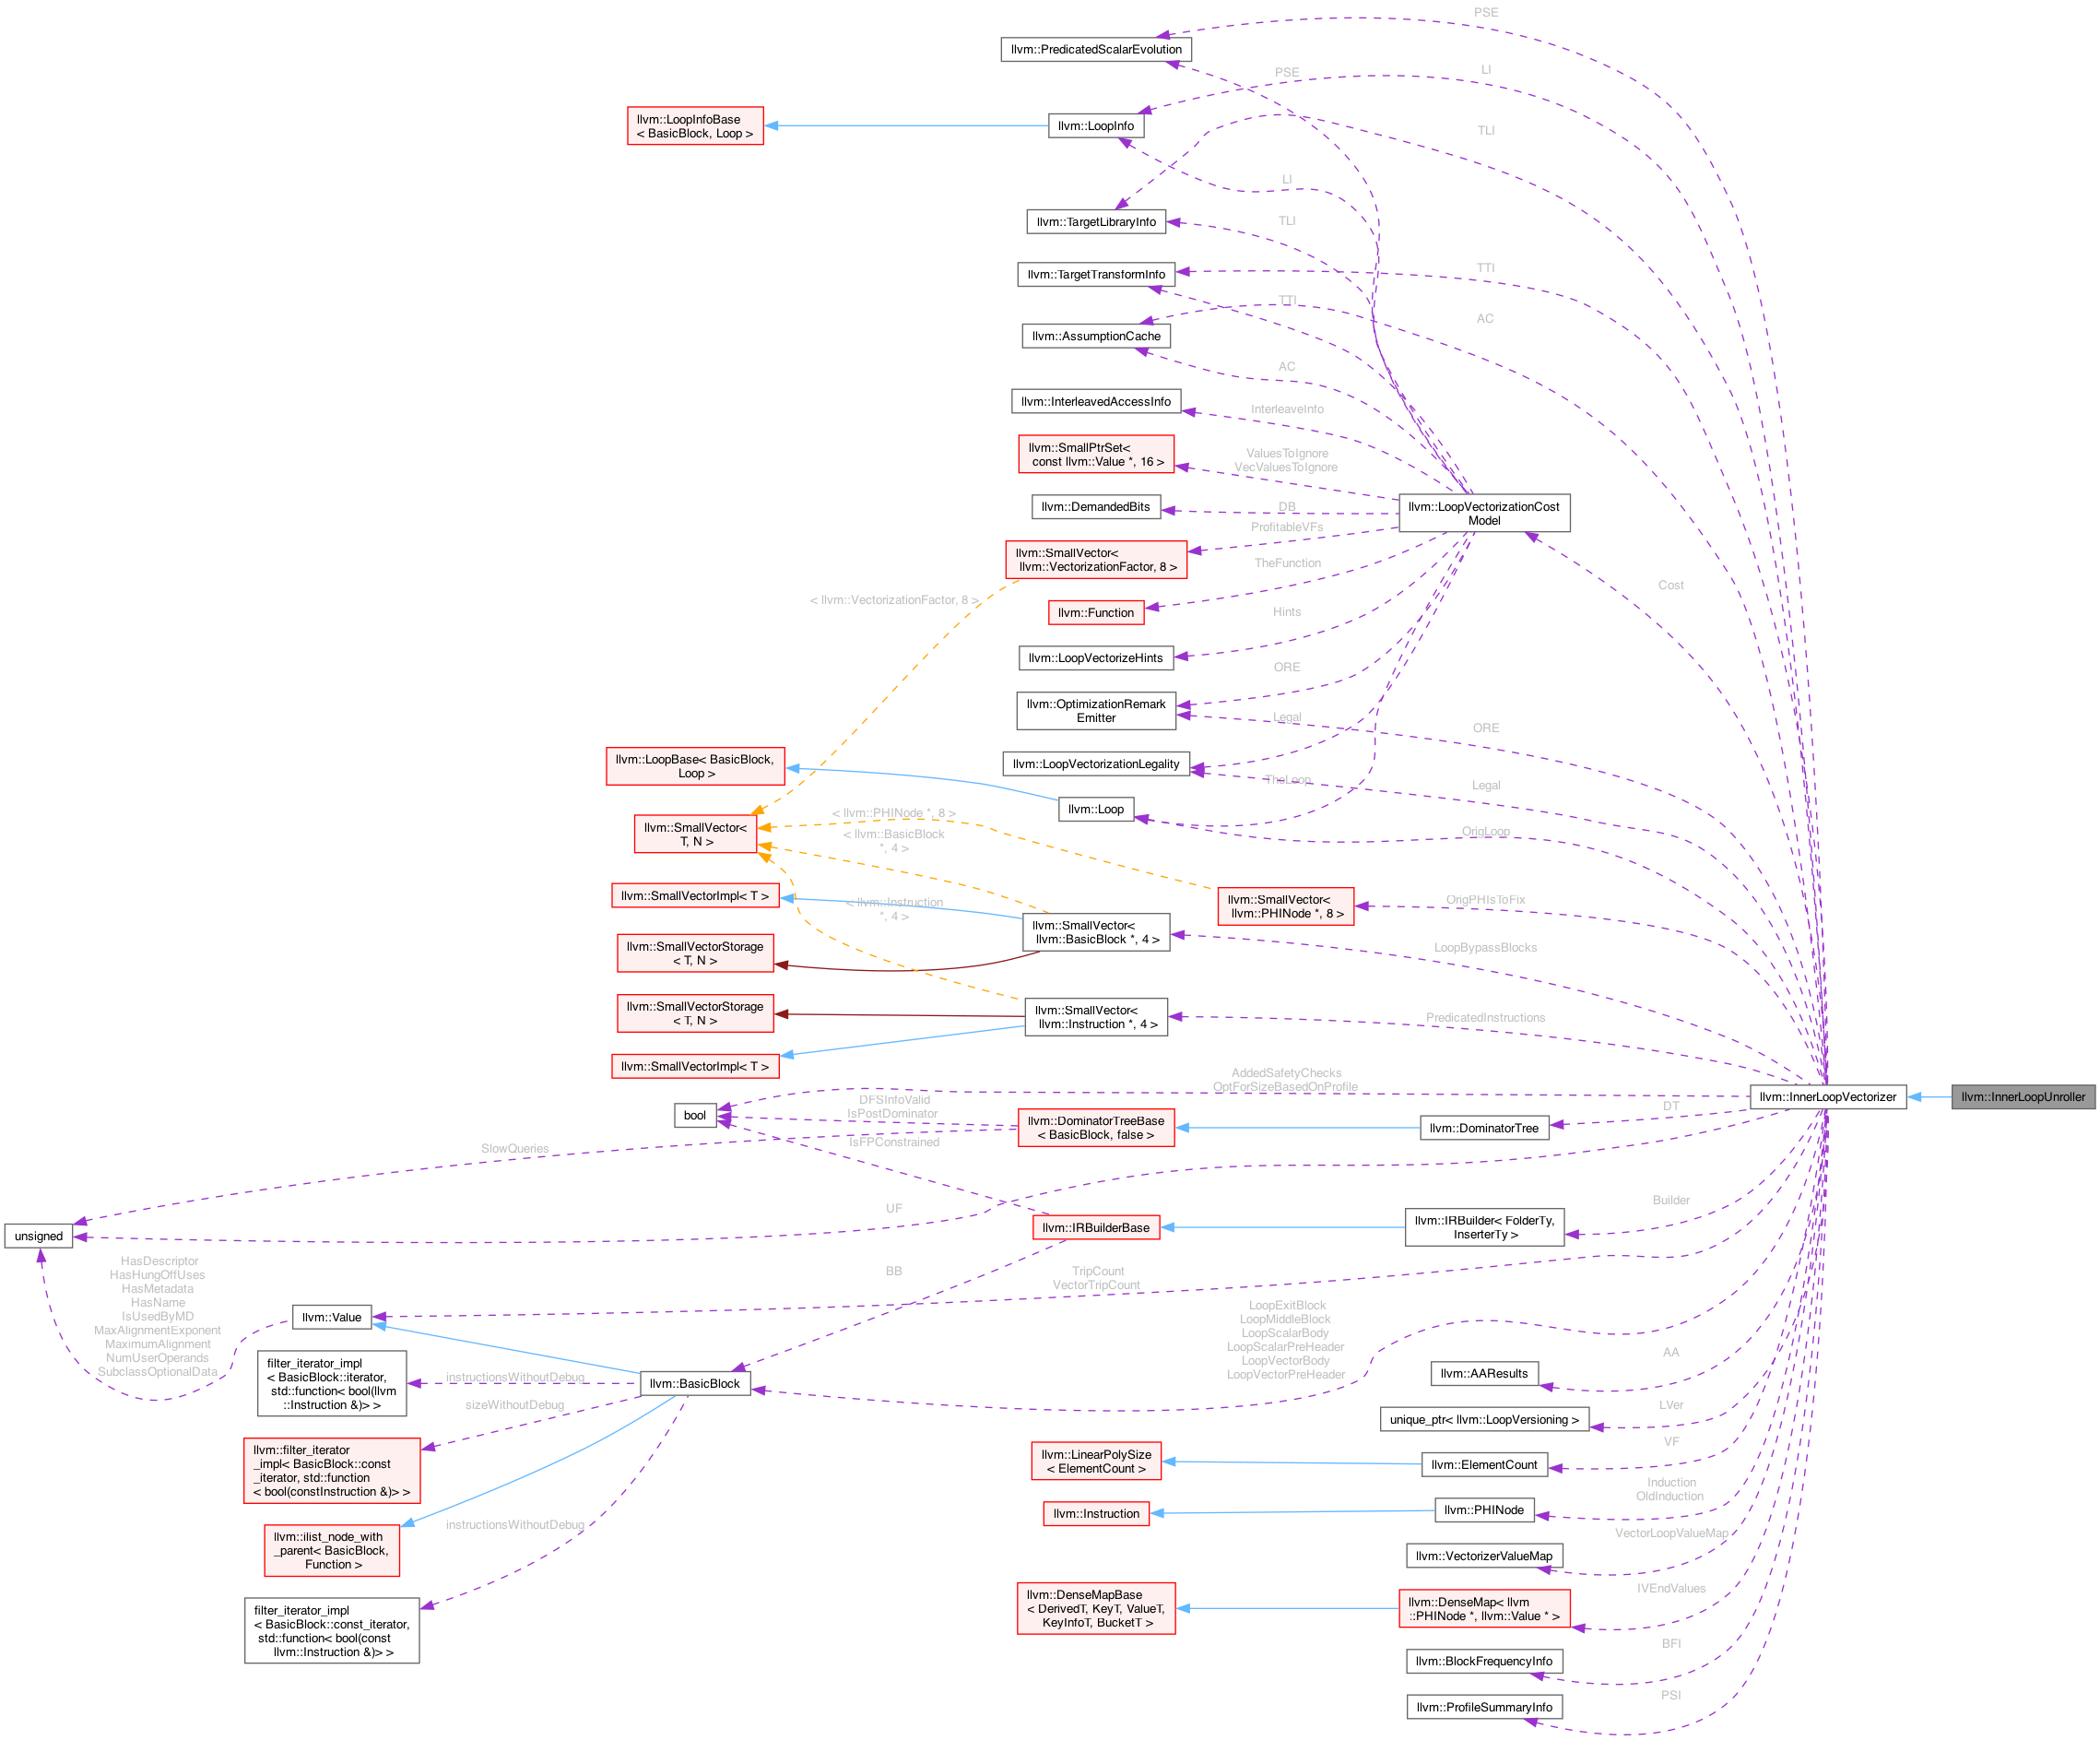 PSE
llvm::PredicatedScalarEvolution
LI
PSE
llvm::LoopInfoBase
< BasicBlock, Loop >
llvm::LoopInfo
TLI
LI
llvm::TargetLibraryInfo
TLI
llvm::TargetTransformInfo
TTI
TTI
AC
llvm::AssumptionCache
AC
llvm::InterleavedAccessInfo
InterleaveInfo
llvm::SmallPtrSet<
const llvm::Value *, 16 >
ValuesToIgnore
VecValuesToIgnore
llvm::DemandedBits
DB
llvm::LoopVectorizationCost
Model
ProfitableVFs
llvm::SmallVector<
llvm::VectorizationFactor, 8 >
TheFunction
Cost
< llvm::VectorizationFactor, 8 >
llvm::Function
Hints
llvm::LoopVectorizeHints
ORE
llvm::OptimizationRemark
Emitter
Legal
ORE
llvm::LoopBase< BasicBlock,
Loop >
llvm::LoopVectorizationLegality
TheLoop
Legal
llvm::Loop
< llvm::PHINode *, 8 >
llvm::SmallVector<
T, N >
< llvm::BasicBlock
*, 4 >
OrigLoop
llvm::SmallVectorImpl< T >
< llvm::Instruction
*, 4 >
llvm::SmallVector<
llvm::PHINode *, 8 >
OrigPHIsToFix
llvm::SmallVector<
llvm::BasicBlock *, 4 >
LoopBypassBlocks
llvm::SmallVectorStorage
< T, N >
llvm::SmallVectorStorage
< T, N >
llvm::SmallVector<
llvm::Instruction *, 4 >
PredicatedInstructions
llvm::SmallVectorImpl< T >
AddedSafetyChecks
OptForSizeBasedOnProfile
llvm::InnerLoopVectorizer
llvm::InnerLoopUnroller
bool
DFSInfoValid
IsPostDominator
llvm::DominatorTreeBase
< BasicBlock, false >
llvm::DominatorTree
DT
IsFPConstrained
SlowQueries
UF
unsigned
llvm::IRBuilderBase
llvm::IRBuilder< FolderTy,
InserterTy >
Builder
HasDescriptor
HasHungOffUses
HasMetadata
HasName
IsUsedByMD
MaxAlignmentExponent
MaximumAlignment
NumUserOperands
SubclassOptionalData
BB
TripCount
VectorTripCount
llvm::Value
LoopExitBlock
LoopMiddleBlock
LoopScalarBody
LoopScalarPreHeader
LoopVectorBody
LoopVectorPreHeader
AA
filter_iterator_impl
< BasicBlock::iterator,
std::function< bool(llvm
::Instruction &)> >
instructionsWithoutDebug
llvm::BasicBlock
llvm::AAResults
sizeWithoutDebug
unique_ptr< llvm::LoopVersioning >
LVer
llvm::filter_iterator
_impl< BasicBlock::const
_iterator, std::function
< bool(constInstruction &)> >
llvm::LinearPolySize
< ElementCount >
llvm::ElementCount
VF
Induction
OldInduction
llvm::Instruction
llvm::PHINode
llvm::ilist_node_with
_parent< BasicBlock,
Function >
instructionsWithoutDebug
VectorLoopValueMap
llvm::VectorizerValueMap
filter_iterator_impl
< BasicBlock::const_iterator,
std::function< bool(const
llvm::Instruction &)> >
llvm::DenseMapBase
< DerivedT, KeyT, ValueT,
KeyInfoT, BucketT >
llvm::DenseMap< llvm
::PHINode *, llvm::Value * >
IVEndValues
BFI
llvm::BlockFrequencyInfo
PSI
llvm::ProfileSummaryInfo